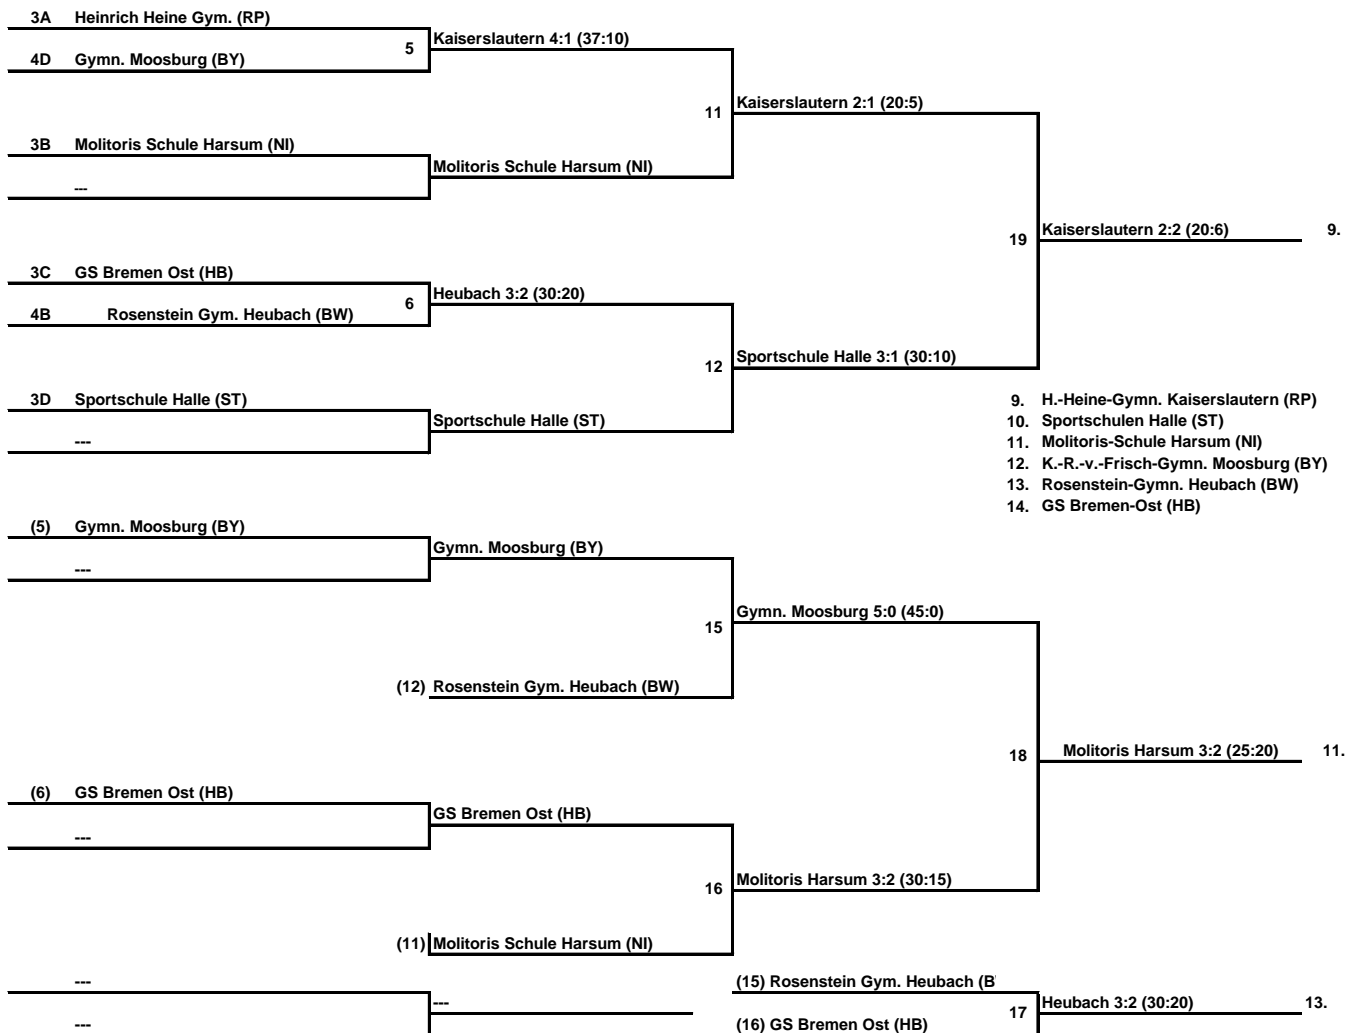 3A Heinrich Heine Gym. (RP)
5 Kaiserslautern 4:1 (37:10)
4D Gymn. Moosburg (BY)
11 Kaiserslautern 2:1 (20:5)
3B Molitoris Schule Harsum (NI)
Molitoris Schule Harsum (NI)
---
19 Kaiserslautern 2:2 (20:6) 9.
3C GS Bremen Ost (HB)
6 Heubach 3:2 (30:20)
4B Rosenstein Gym. Heubach (BW)
12 Sportschule Halle 3:1 (30:10)
3D Sportschule Halle (ST)
Sportschule Halle (ST)
---
9. H.-Heine-Gymn. Kaiserslautern (RP)
10. Sportschulen Halle (ST)
11. Molitoris-Schule Harsum (NI)
12. K.-R.-v.-Frisch-Gymn. Moosburg (BY)
13. Rosenstein-Gymn. Heubach (BW)
14. GS Bremen-Ost (HB)
(5) Gymn. Moosburg (BY)
Gymn. Moosburg (BY)
---
15 Gymn. Moosburg 5:0 (45:0)
(12) Rosenstein Gym. Heubach (BW)
18 Molitoris Harsum 3:2 (25:20) 11.
(6) GS Bremen Ost (HB)
GS Bremen Ost (HB)
---
16 Molitoris Harsum 3:2 (30:15)
(11) Molitoris Schule Harsum (NI)
---
(15) Rosenstein Gym. Heubach (B
---
17 Heubach 3:2 (30:20) 13.
---
(16) GS Bremen Ost (HB)